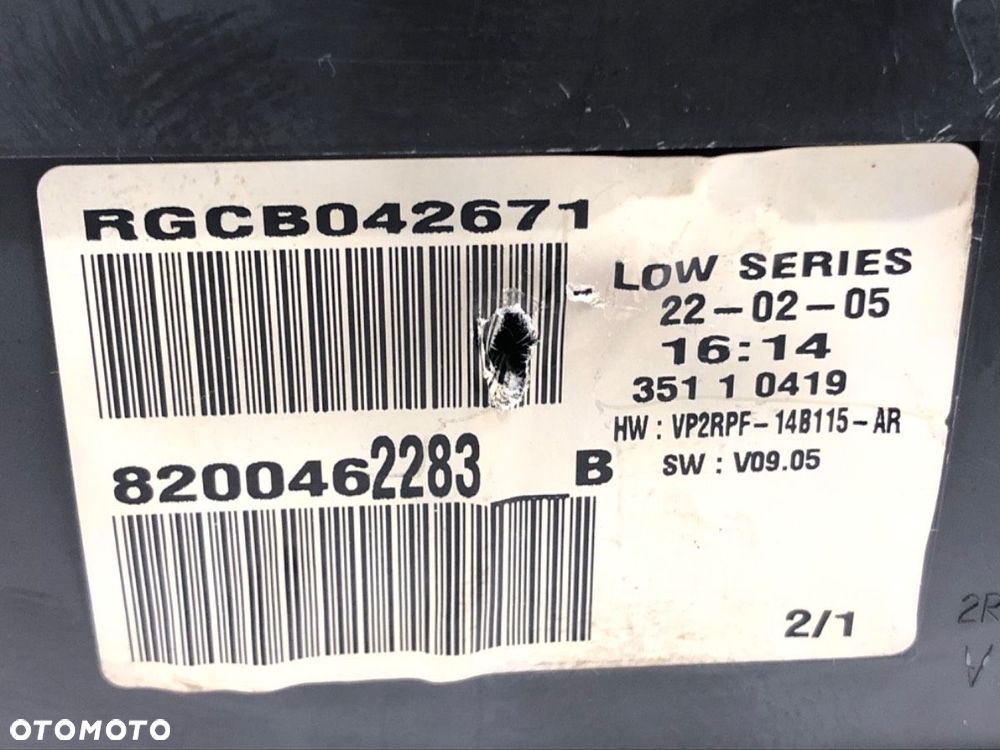 RGCB042671
LOW SERIES
22-02-05
16:14
351 1 0419
HW : VP2RPF-14B115-AR
SW : V09.05
8200462283 B
2/1
2R
V
OTOMOTO